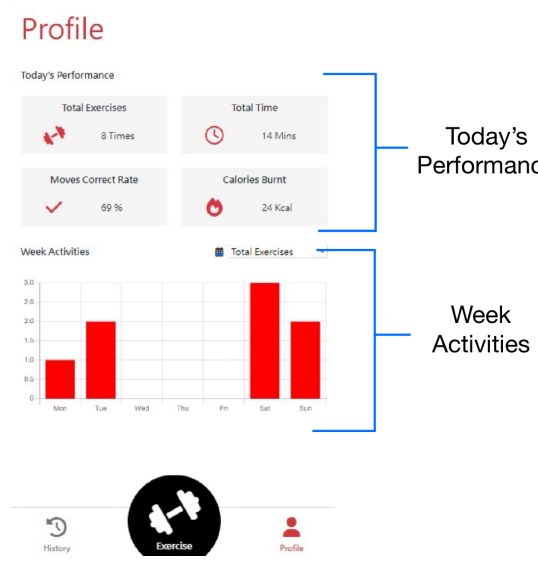 Profile
Today's Performance
Total Exercises
8 Times
Total Time
14 Mins
Moves Correct Rate
69 %
Calories Burnt
24 Kcal
Today's
Performanc
Week Activities
Total Exercises
3.0
2.5
2.0
1.5
1.0
0.5
0
Mon Tue Wed Thu Fri Sat Sun
Week
Activities
History
Exercise
Profile